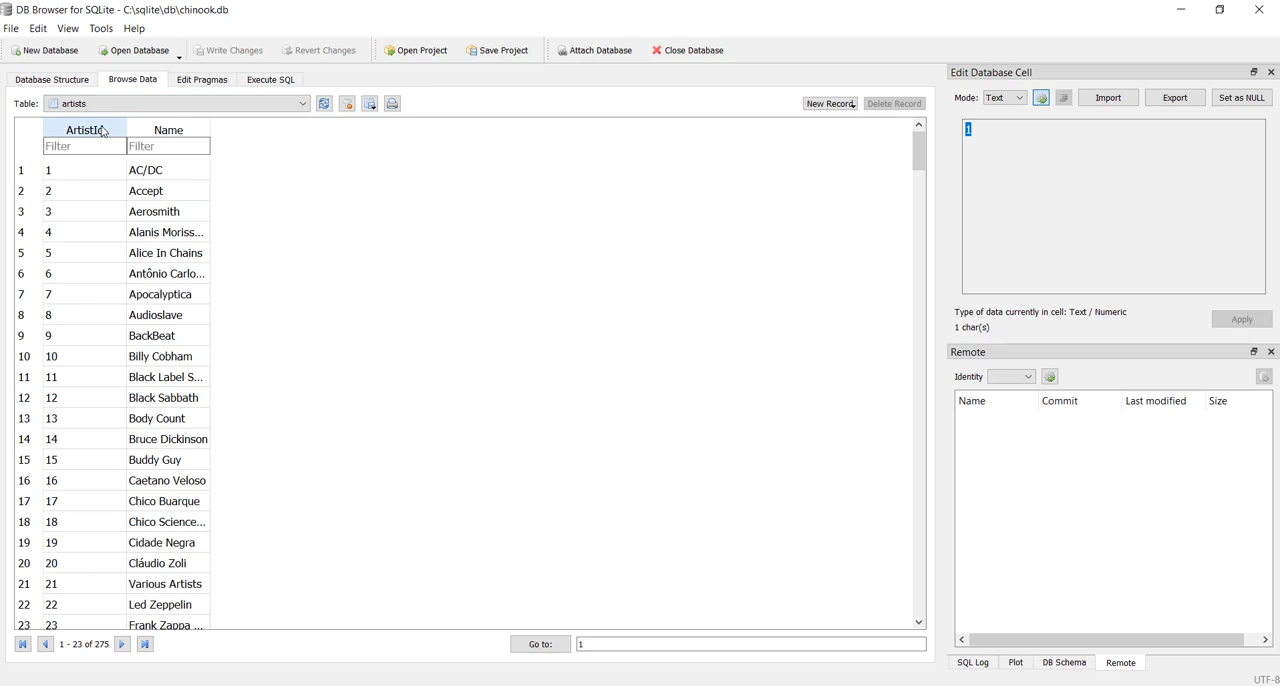 DB Browser for SQLite - C:\sqlite\db\chinook.db
File Edit View Tools Help
New Database Open Database Write Changes Revert Changes Open Project Save Project Attach Database Close Database
Database Structure Browse Data Edit Pragmas Execute SQL
Table: artists New Record Delete Record
ArtistId Name
Filter Filter
1 1 AC/DC
2 2 Accept
3 3 Aerosmith
4 4 Alanis Moriss...
5 5 Alice In Chains
6 6 Antônio Carlo...
7 7 Apocalyptica
8 8 Audioslave
9 9 BackBeat
10 10 Billy Cobham
11 11 Black Label S...
12 12 Black Sabbath
13 13 Body Count
14 14 Bruce Dickinson
15 15 Buddy Guy
16 16 Caetano Veloso
17 17 Chico Buarque
18 18 Chico Science...
19 19 Cidade Negra
20 20 Cláudio Zoli
21 21 Various Artists
22 22 Led Zeppelin
23 23 Frank Zappa ...
1 - 23 of 275 Go to: 1
Edit Database Cell
Mode: Text Import Export Set as NULL
1
Type of data currently in cell: Text / Numeric
1 char(s)
Apply
Remote
Identity
Name Commit Last modified Size
SQL Log Plot DB Schema Remote
UTF-8